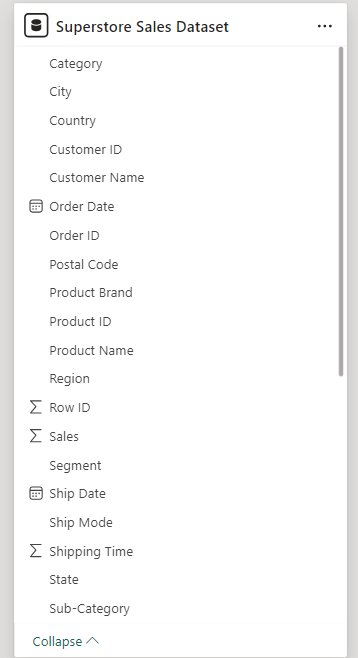 Superstore Sales Dataset
Category
City
Country
Customer ID
Customer Name
Order Date
Order ID
Postal Code
Product Brand
Product ID
Product Name
Region
Row ID
Sales
Segment
Ship Date
Ship Mode
Shipping Time
State
Sub-Category
Collapse